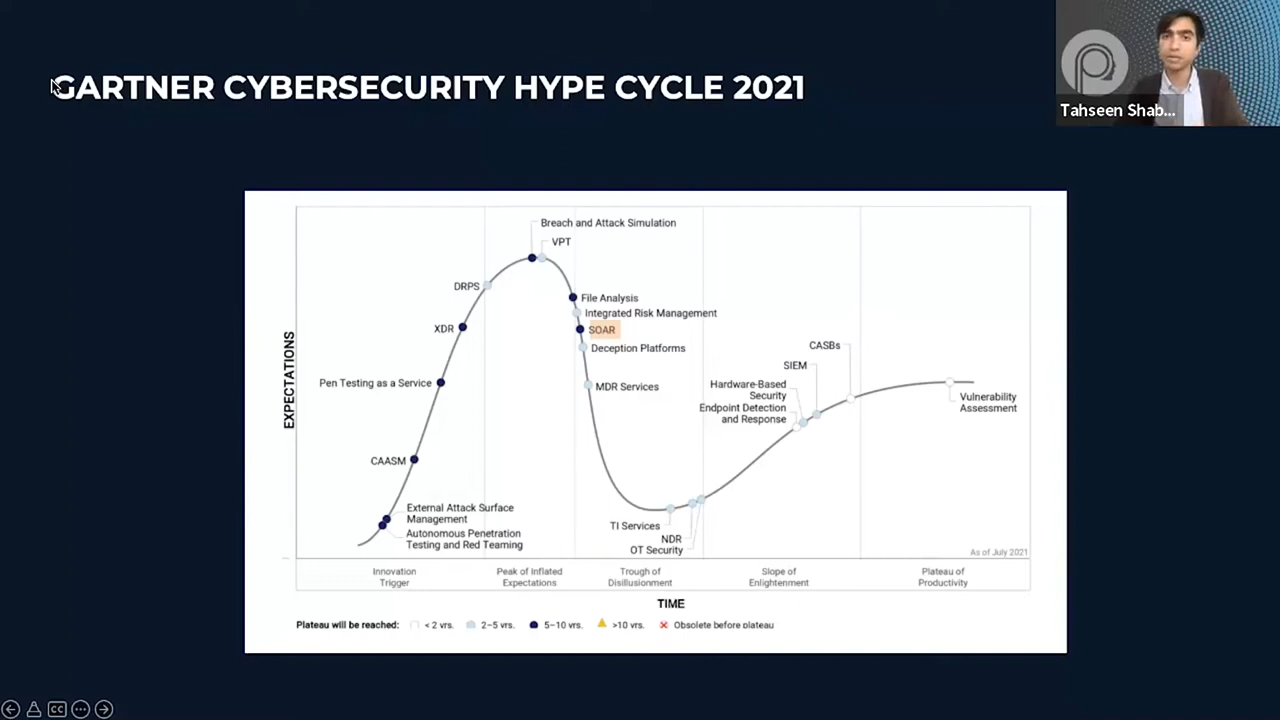 GARTNER CYBERSECURITY HYPE CYCLE 2021
Tahseen Shab...
Breach and Attack Simulation
VPT
DRPS
File Analysis
Integrated Risk Management
XDR
SOAR
Deception Platforms
Pen Testing as a Service
MDR Services
CASBs
SIEM
Hardware-Based
Security
Endpoint Detection
and Response
Vulnerability
Assessment
CAASM
External Attack Surface
Management
Autonomous Penetration
Testing and Red Teaming
TI Services
NDR
OT Security
EXPECTATIONS
As of July 2021
Innovation
Trigger
Peak of Inflated
Expectations
Trough of
Disillusionment
Slope of
Enlightenment
Plateau of
Productivity
TIME
Plateau will be reached: < 2 yrs. 2–5 yrs. 5–10 yrs. >10 yrs. Obsolete before plateau
CC